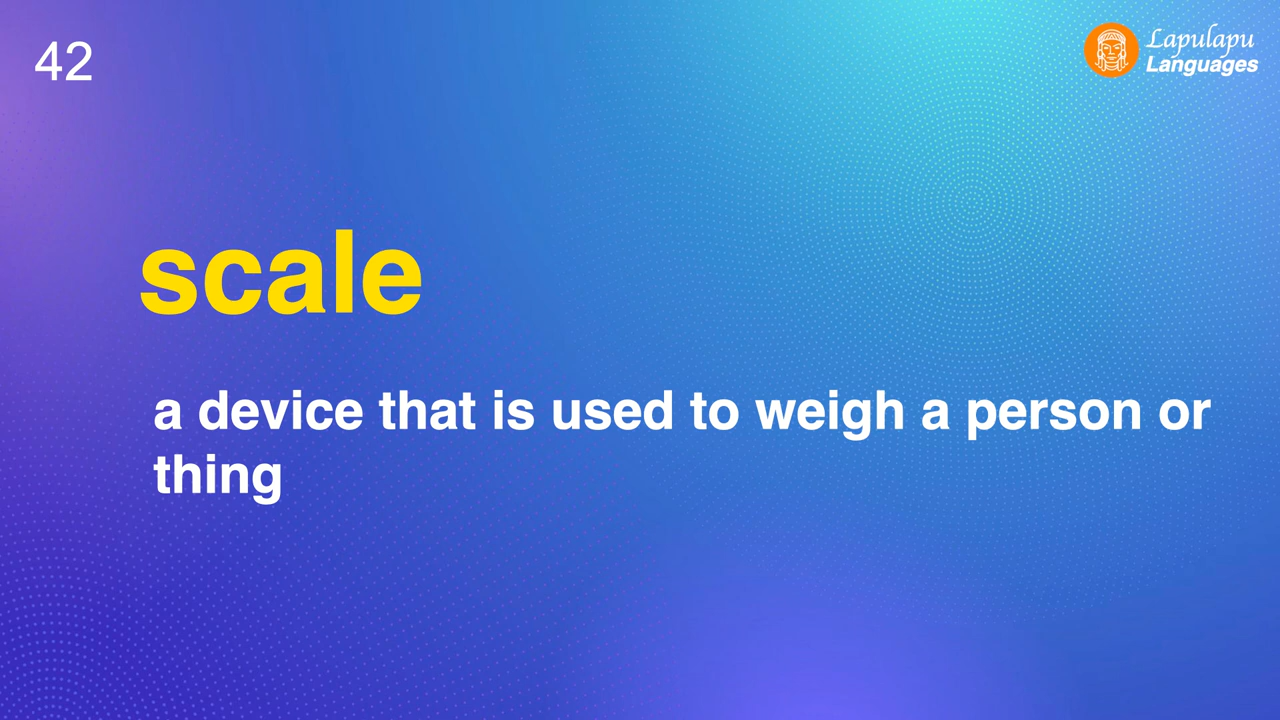 42
Lapulapu
Languages
scale
a device that is used to weigh a person or
thing